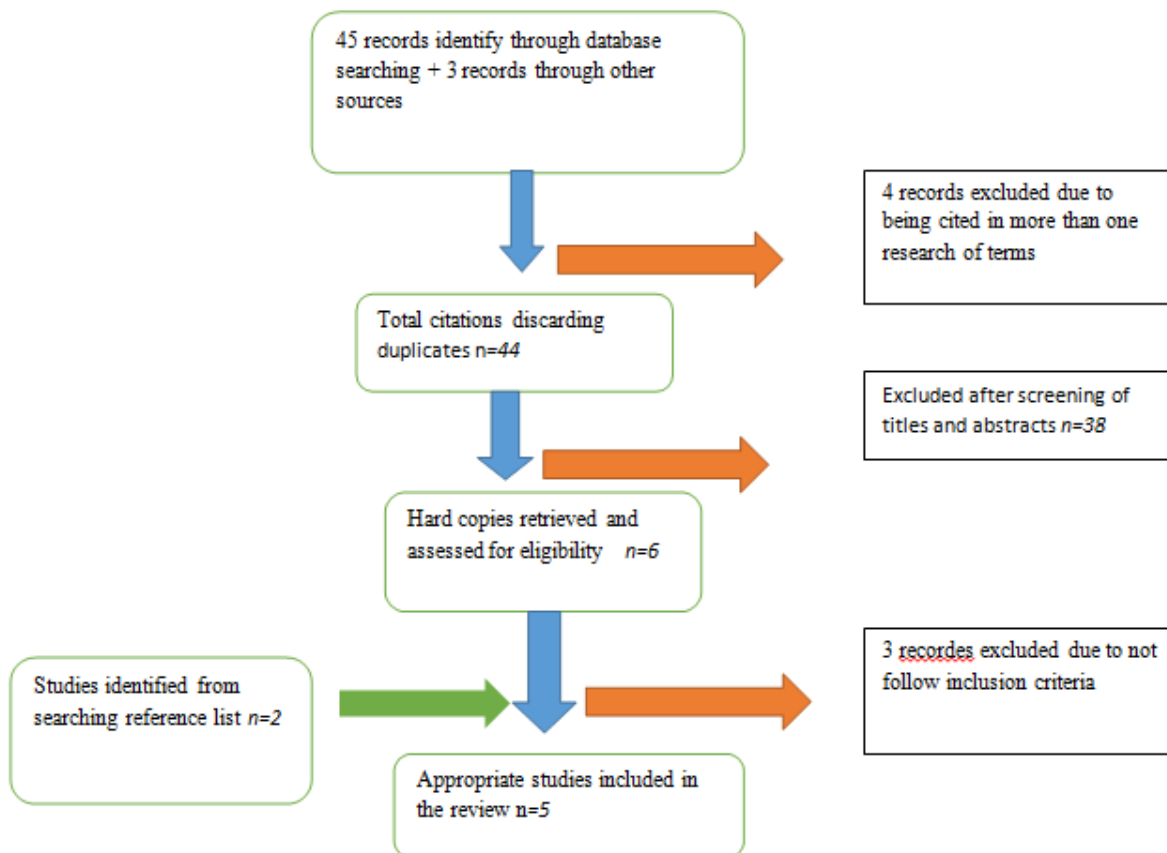 45 records identify through database
searching + 3 records through other
sources
4 records excluded due to
being cited in more than one
research of terms
Total citations discarding
duplicates n=44
Excluded after screening of
titles and abstracts n=38
Hard copies retrieved and
assessed for eligibility n=6
3 recordes excluded due to not
follow inclusion criteria
Studies identified from
searching reference list n=2
Appropriate studies included in
the review n=5